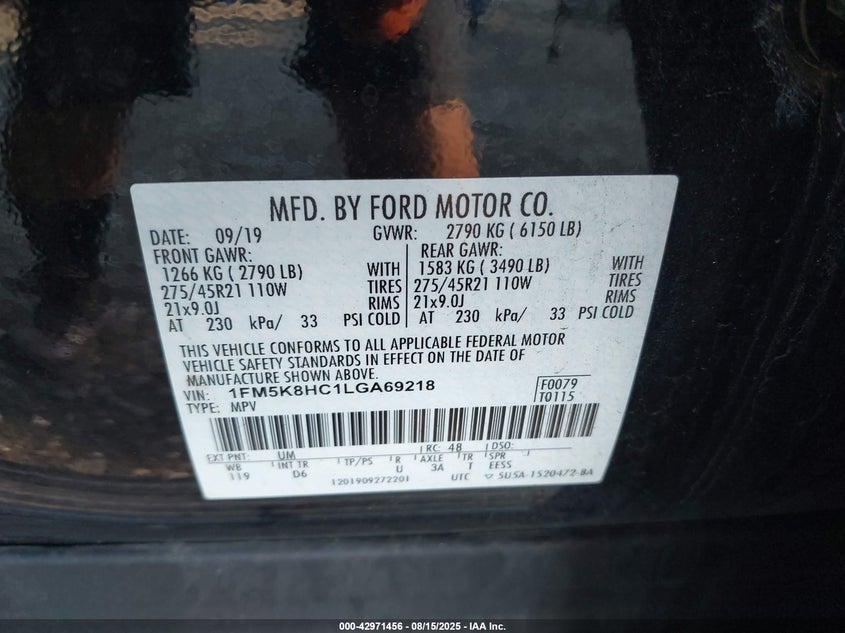 MFD. BY FORD MOTOR CO.
DATE: 09/19 GVWR: 2790 KG ( 6150 LB)
FRONT GAWR: REAR GAWR:
1266 KG ( 2790 LB) WITH 1583 KG ( 3490 LB) WITH
275/45R21 110W TIRES 275/45R21 110W TIRES
21x9.0J RIMS 21x9.0J RIMS
AT 230 kPa/ 33 PSI COLD AT 230 kPa/ 33 PSI COLD
THIS VEHICLE CONFORMS TO ALL APPLICABLE FEDERAL MOTOR
VEHICLE SAFETY STANDARDS IN EFFECT ON THE DATE OF
MANUFACTURE SHOWN ABOVE.
VIN: 1FM5K8HC1LGA69218 F0079
TYPE: MPV T0115
EXT PNT: UM RC: 48 DSO:
WB INT TR TP/PS R AXLE TR SPR
119 D6 U 3A T EESS
1201909272201 UTC 5U5A-1520472-BA
000-42971456 - 08/15/2025 - IAA Inc.